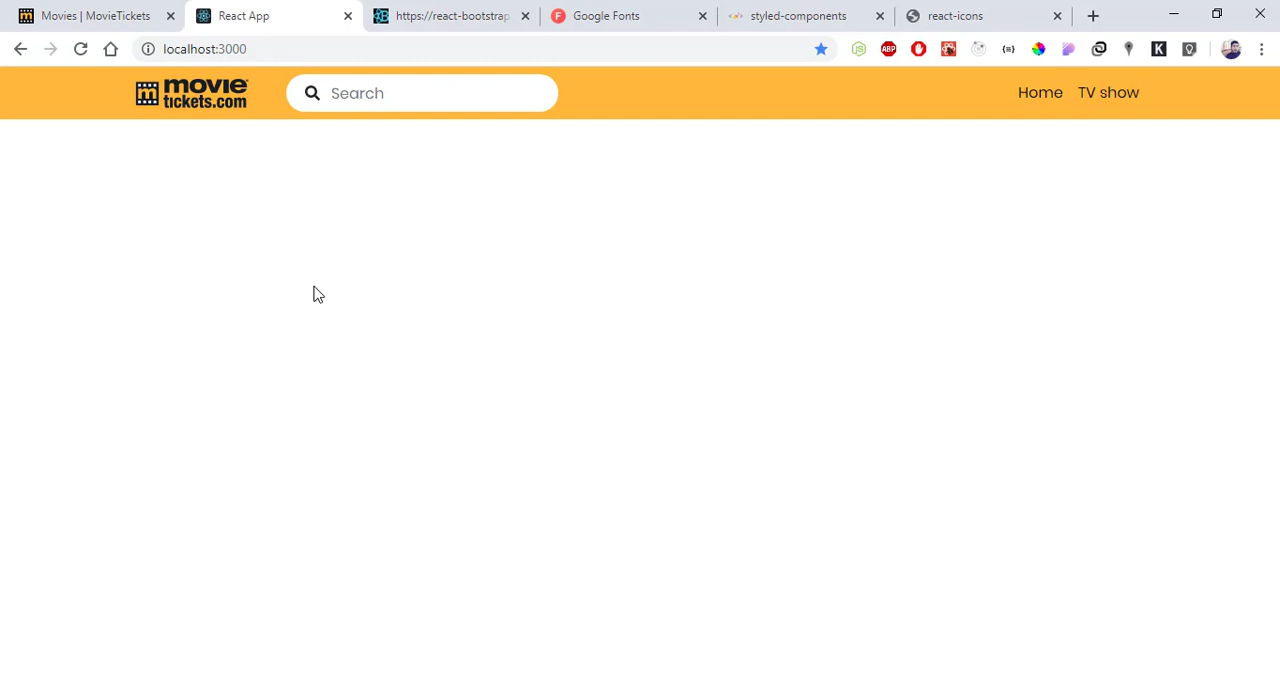 Movies | MovieTickets
React App
https://react-bootstrap
Google Fonts
styled-components
react-icons
localhost:3000
ABP
K
m movie tickets.com
Search
Home
TV show